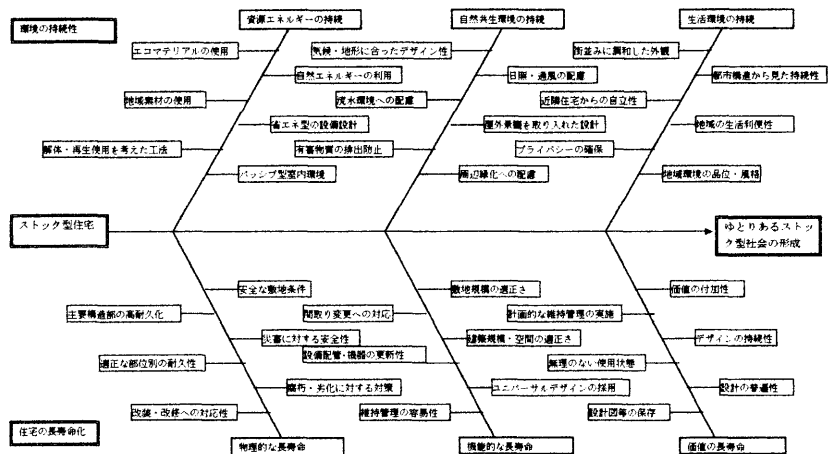 資源エネルギーの持続
自然共生環境の持続
生活環境の持続
環境の持続性
エコマテリアルの使用
気候・地形に合ったデザイン性
街並みに調和した外観
自然エネルギーの利用
日照・通風の配慮
都市構造から見た持続性
地域素材の使用
流水環境への配慮
近隣住宅からの自立性
省エネ型の設備設計
屋外景観を取り入れた設計
地域の生活利便性
解体・再生使用を考えた工法
有害物質の排出防止
プライバシーの確保
パッシブ型室内環境
周辺緑化への配慮
地域環境の品位・風格
ストック型住宅
ゆとりあるストッ
ク型社会の形成
安全な敷地条件
敷地規模の適正さ
価値の付加性
主要構造部の高耐久化
間取り変更への対応
計画的な維持管理の実施
災害に対する安全性
建築規模・空間の適正さ
デザインの持続性
設備配管・機器の更新性
適正な部位別の耐久性
無理のない使用状態
腐朽・劣化に対する対策
ユニバーサルデザインの採用
設計の普遍性
改装・改修への対応性
維持管理の容易性
設計図等の保存
住宅の長寿命化
物理的な長寿命
機能的な長寿命
価値の長寿命